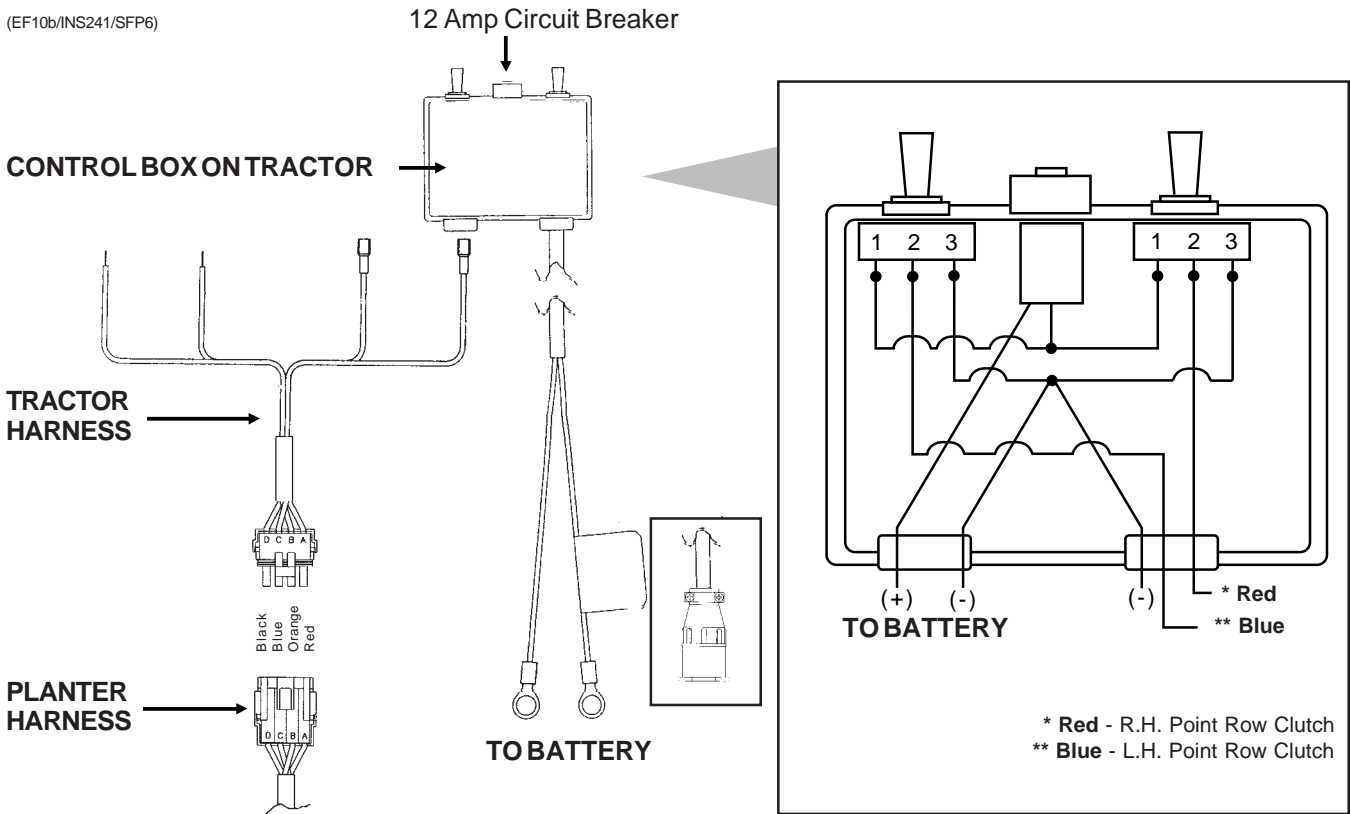 (EF10b/INS241/SFP6)
12 Amp Circuit Breaker
CONTROL BOX ON TRACTOR
1 2 3
1 2 3
TRACTOR
HARNESS
D C B A
Black
Blue
Orange
Red
PLANTER
HARNESS
D C B A
TO BATTERY
(+) (-) (-)
TO BATTERY
* Red
** Blue
* Red - R.H. Point Row Clutch
** Blue - L.H. Point Row Clutch